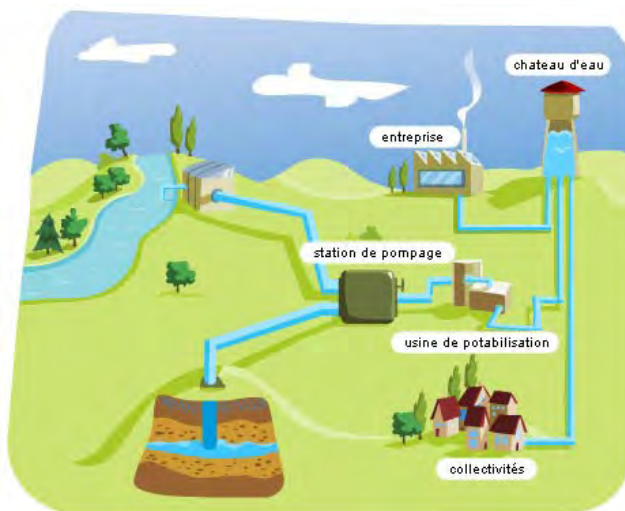 chateau d'eau
entreprise
station de pompage
usine de potabilisation
collectivités